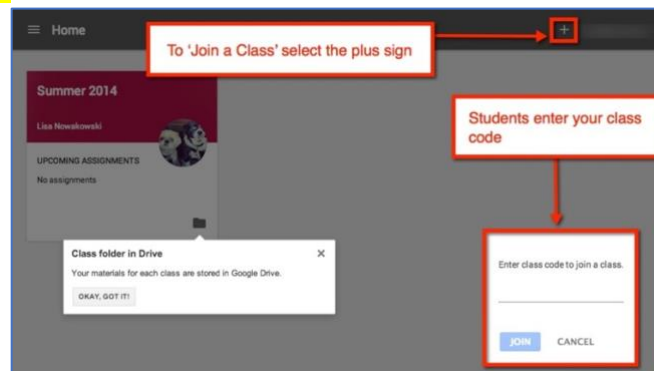 Home
To 'Join a Class' select the plus sign
Summer 2014
Lisa Nowakowski
UPCOMING ASSIGNMENTS
No assignments
Students enter your class
code
Class folder in Drive
Your materials for each class are stored in Google Drive.
OKAY, GOT IT!
Enter class code to join a class.
JOIN CANCEL